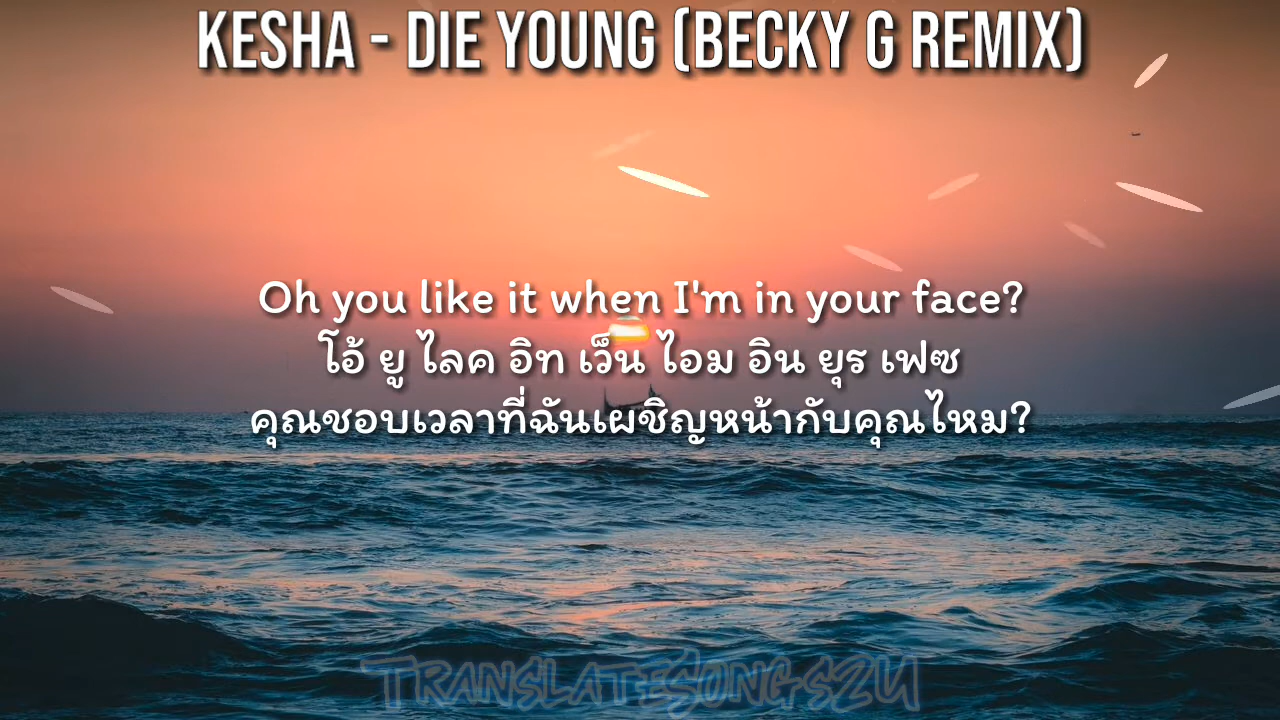 KESHA - DIE YOUNG (BECKY G REMIX)
Oh you like it when I'm in your face?
โอ้ ยู ไลค อิท เว็น ไอม อิน ยุร เฟซ
คุณชอบเวลาที่ฉันเผชิญหน้ากับคุณไหม?
TRANSLATESONGS2U